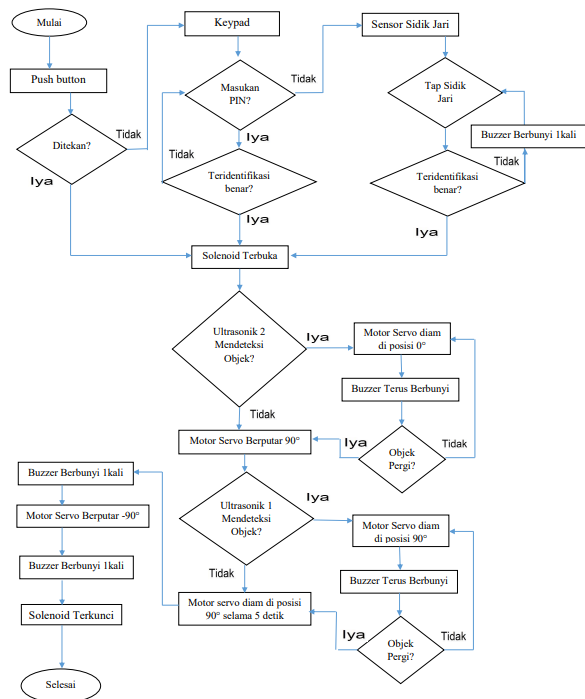 Mulai
Push button
Ditekan?
Tidak
Iya
Keypad
Masukan
PIN?
Tidak
Iya
Tidak
Teridentifikasi
benar?
Iya
Sensor Sidik Jari
Tap Sidik
Jari
Buzzer Berbunyi 1kali
Tidak
Teridentifikasi
benar?
Iya
Solenoid Terbuka
Ultrasonik 2
Mendeteksi
Objek?
Iya
Motor Servo diam
di posisi 0°
Buzzer Terus Berbunyi
Tidak
Motor Servo Berputar 90°
Iya
Objek
Pergi?
Tidak
Ultrasonik 1
Mendeteksi
Objek?
Iya
Motor Servo diam
di posisi 90°
Buzzer Terus Berbunyi
Tidak
Motor servo diam di posisi
90° selama 5 detik
Iya
Objek
Pergi?
Tidak
Buzzer Berbunyi 1kali
Motor Servo Berputar -90°
Buzzer Berbunyi 1kali
Solenoid Terkunci
Selesai